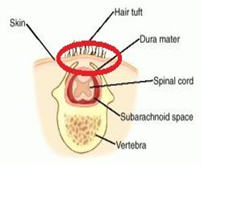 Hair tuft
Skin
Dura mater
Spinal cord
Subarachnoid space
Vertebra